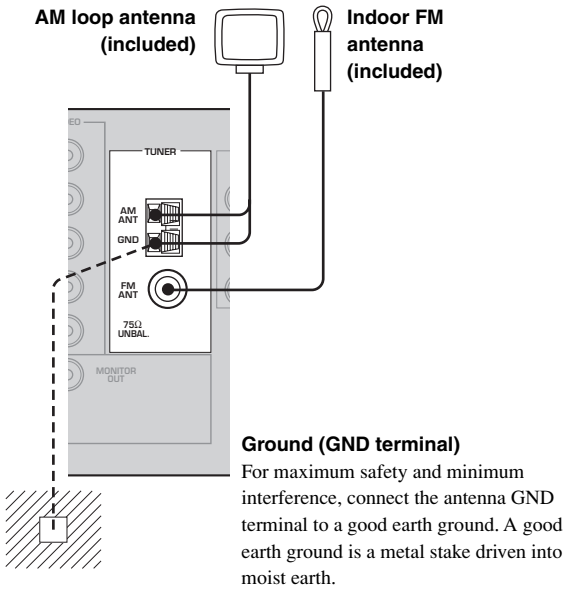 AM loop antenna
(included)
Indoor FM
antenna
(included)
TUNER
AM
ANT
GND
FM
ANT
75Ω
UNBAL.
MONITOR
OUT
Ground (GND terminal)
For maximum safety and minimum
interference, connect the antenna GND
terminal to a good earth ground. A good
earth ground is a metal stake driven into
moist earth.